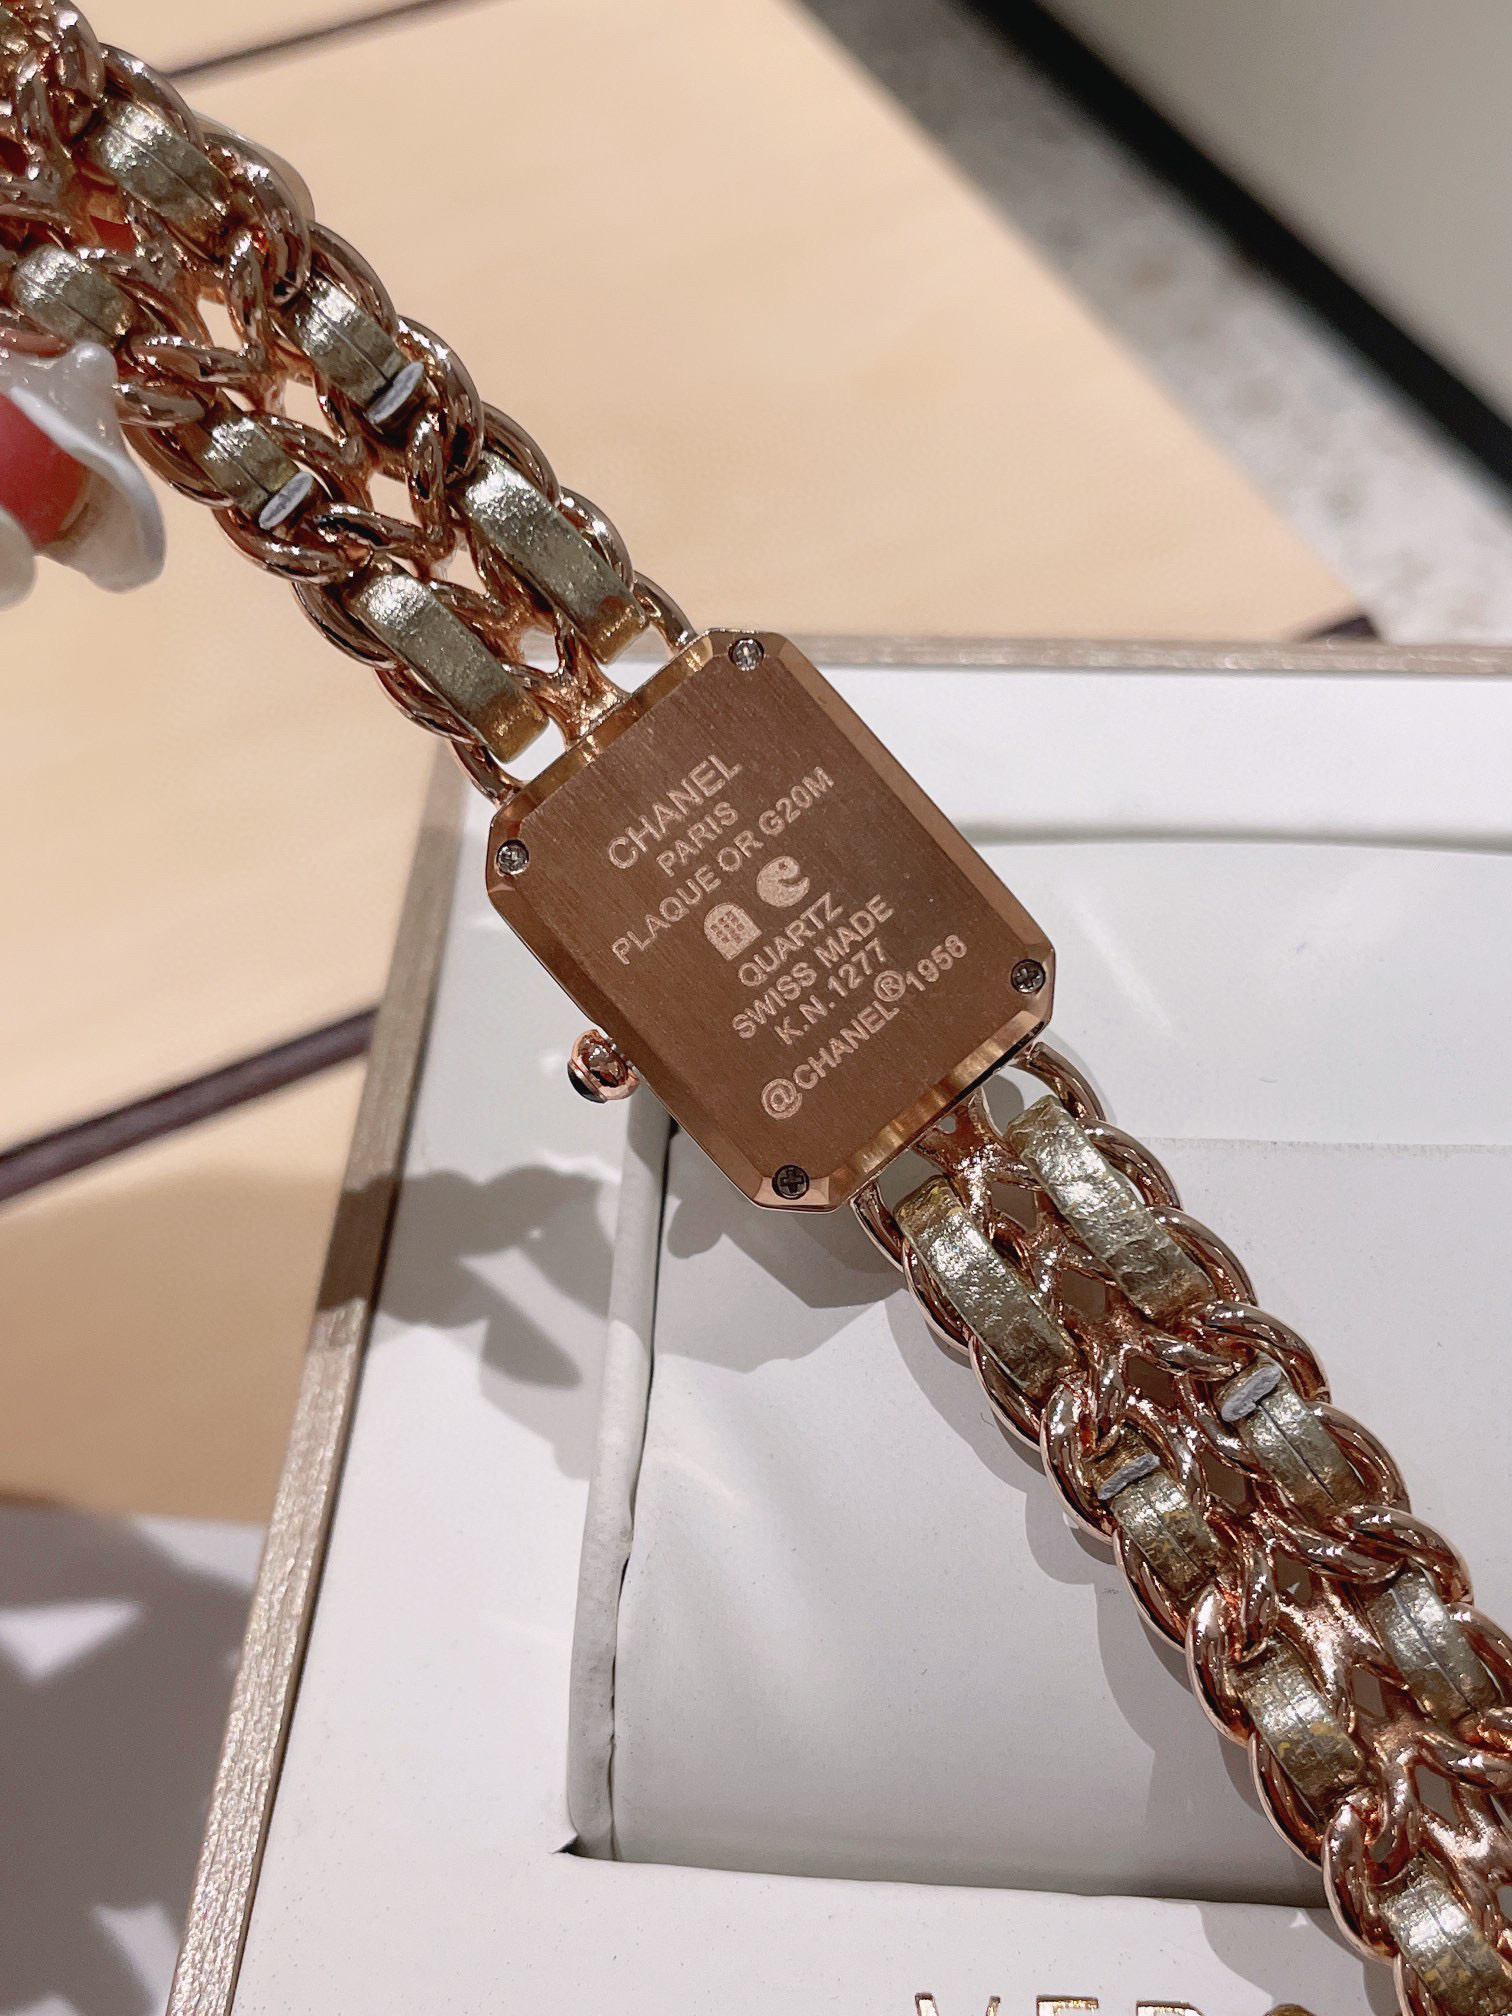 CHANEL
PARIS
PLAQUE OR G20M
QUARTZ
SWISS MADE
K.N.1277
@CHANEL®1956